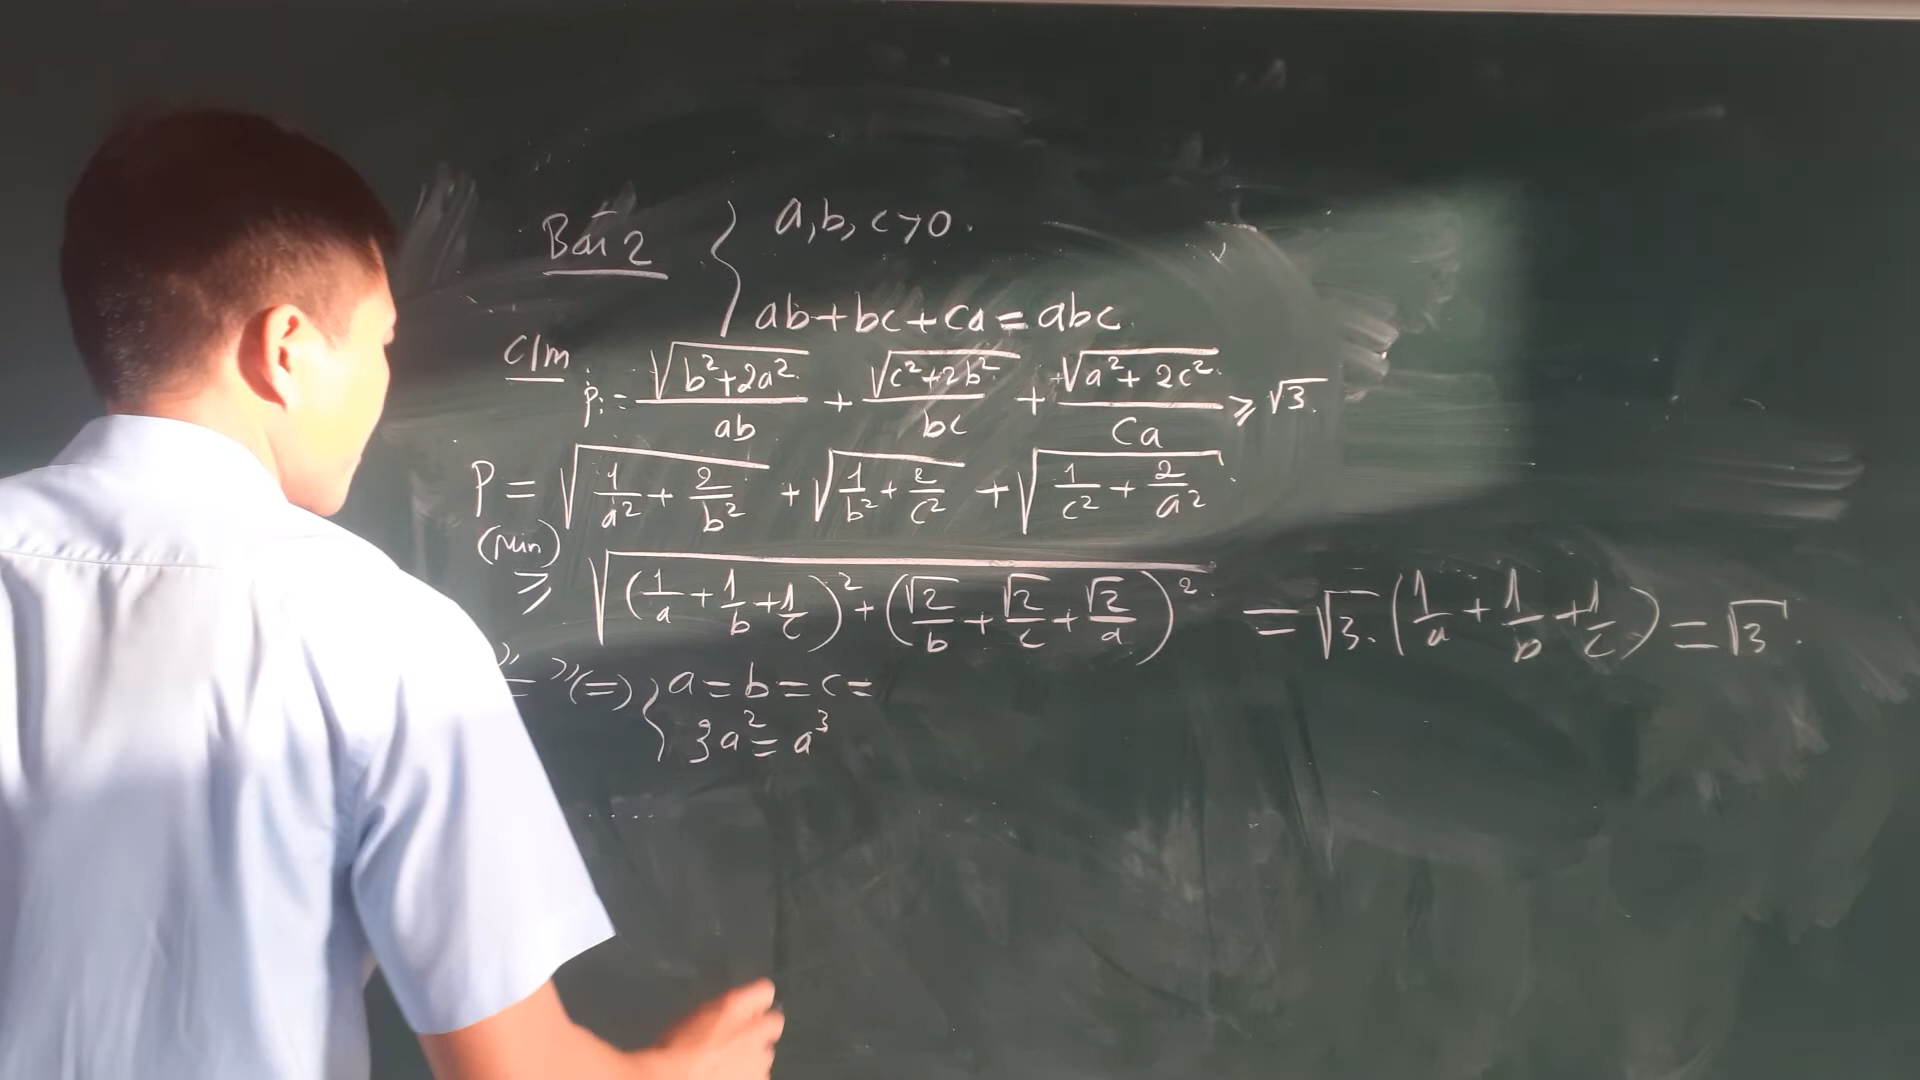 Bài 2 { a, b, c > 0.
ab + bc + ca = abc.
C/m: P: = √(b² + 2a²)/ab + √(c² + 2b²)/bc + √(a² + 2c²)/ca ⩾ √3.
P = √(1/a² + 2/b²) + √(1/b² + 2/c²) + √(1/c² + 2/a²)
(Min) ⩾ √((1/a + 1/b + 1/c)² + (√2/b + √2/c + √2/a)²) = √3.(1/a + 1/b + 1/c) = √3.
"=" (=) { a = b = c =
3a² = a³
.....